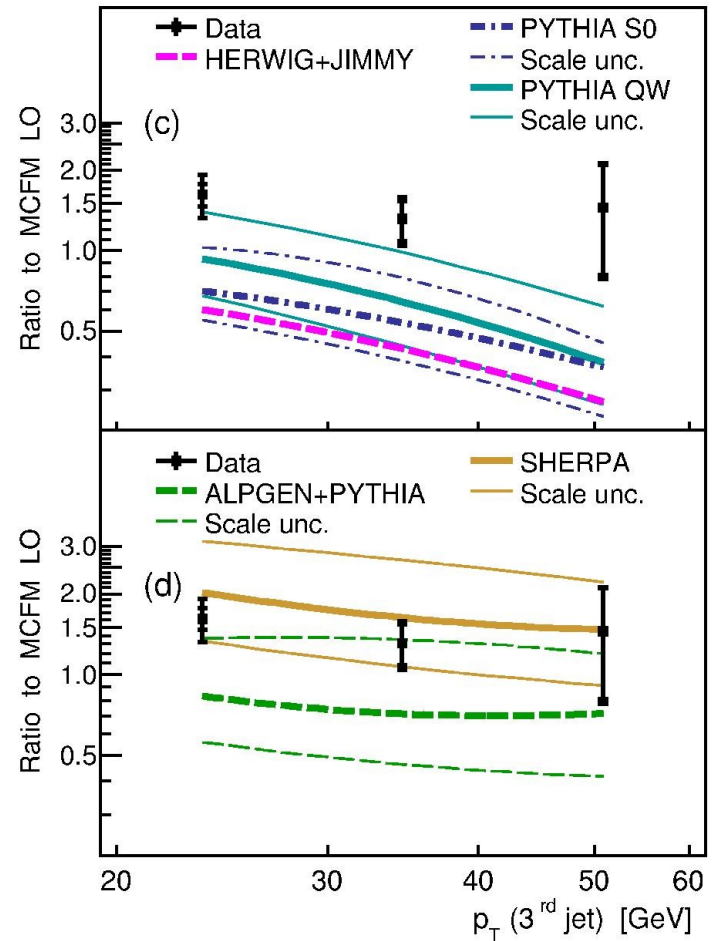 Data
HERWIG+JIMMY
PYTHIA S0
Scale unc.
PYTHIA QW
Scale unc.
(c)
Ratio to MCFM LO
3.0
2.0
1.5
1.0
0.5
Data
ALPGEN+PYTHIA
Scale unc.
SHERPA
Scale unc.
(d)
Ratio to MCFM LO
3.0
2.0
1.5
1.0
0.5
20 30 40 50 60
p_T (3^rd jet) [GeV]